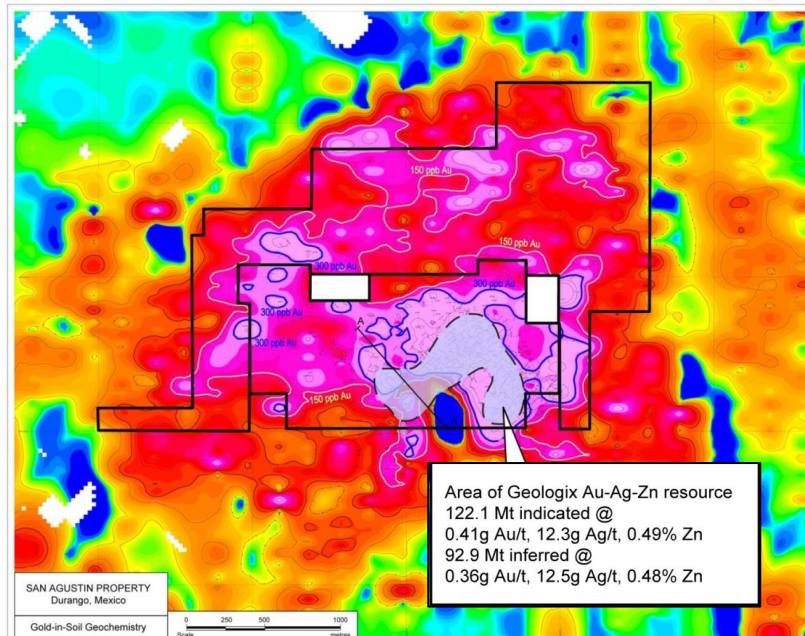 150 ppb Au
150 ppb Au
300 ppb Au
300 ppb Au
300 ppb Au
300 ppb Au
A
150 ppb Au
Area of Geologix Au-Ag-Zn resource
122.1 Mt indicated @
0.41g Au/t, 12.3g Ag/t, 0.49% Zn
92.9 Mt inferred @
0.36g Au/t, 12.5g Ag/t, 0.48% Zn
SAN AGUSTIN PROPERTY
Durango, Mexico
Gold-in-Soil Geochemistry
0 250 500 1000
Scale metres